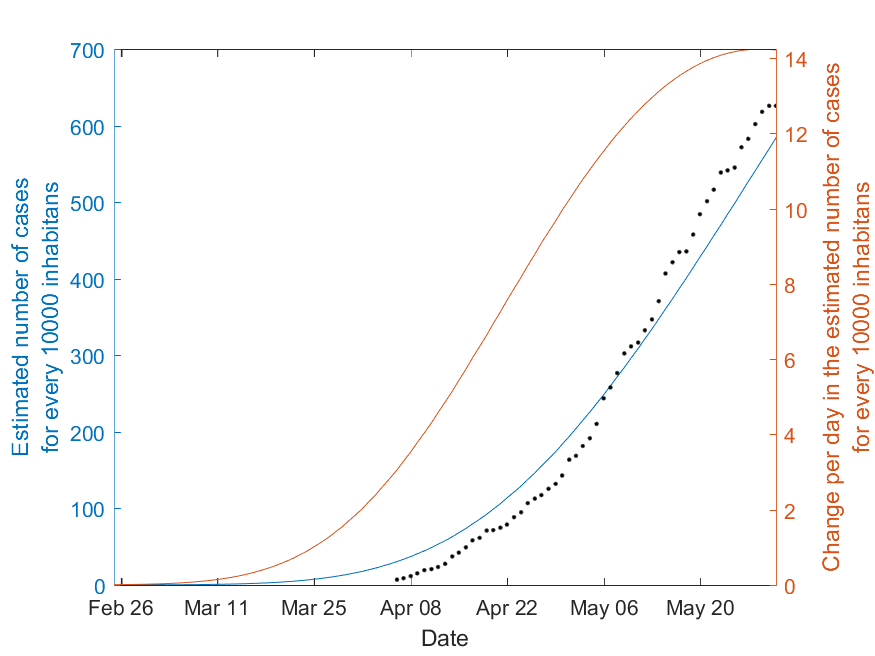 Estimated number of cases
for every 10000 inhabitans
700
600
500
400
300
200
100
0
Feb 26
Mar 11
Mar 25
Apr 08
Apr 22
May 06
May 20
Date
14
12
10
8
6
4
2
0
Change per day in the estimated number of cases
for every 10000 inhabitans